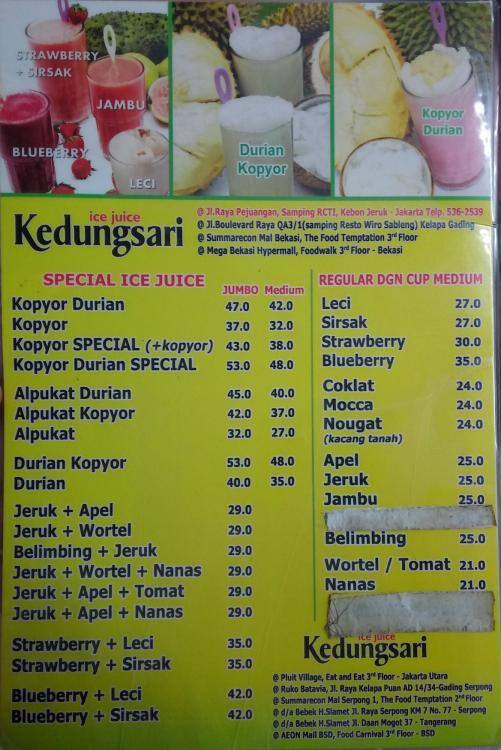 STRAWBERRY
+ SIRSAK
JAMBU
BLUEBERRY
LECI
Durian
Kopyor
Kopyor
Durian
ice juice
Kedungsari
@ Jl.Raya Pejuangan, Samping RCTI, Kebon Jeruk - Jakarta Telp. 536-2539
@ Jl.Boulevard Raya QA3/1(samping Resto Wiro Sableng) Kelapa Gading
@ Summarecon Mal Bekasi, The Food Temptation 3rd Floor
@ Mega Bekasi Hypermall, Foodwalk 3rd Floor - Bekasi
SPECIAL ICE JUICE JUMBO Medium
Kopyor Durian 47.0 42.0
Kopyor 37.0 32.0
Kopyor SPECIAL (+kopyor) 43.0 38.0
Kopyor Durian SPECIAL 53.0 48.0
Alpukat Durian 45.0 40.0
Alpukat Kopyor 42.0 37.0
Alpukat 32.0 27.0
Durian Kopyor 53.0 48.0
Durian 40.0 35.0
Jeruk + Apel 29.0
Jeruk + Wortel 29.0
Belimbing + Jeruk 29.0
Jeruk + Wortel + Nanas 29.0
Jeruk + Apel + Tomat 29.0
Jeruk + Apel + Nanas 29.0
Strawberry + Leci 35.0
Strawberry + Sirsak 35.0
Blueberry + Leci 42.0
Blueberry + Sirsak 42.0
REGULAR DGN CUP MEDIUM
Leci 27.0
Sirsak 27.0
Strawberry 30.0
Blueberry 35.0
Coklat 24.0
Mocca 24.0
Nougat 24.0
(kacang tanah)
Apel 25.0
Jeruk 25.0
Jambu 25.0
Belimbing 25.0
Wortel / Tomat 21.0
Nanas 21.0
ice juice
Kedungsari
@ Pluit Village, Eat and Eat 3rd Floor - Jakarta Utara
@ Ruko Batavia, Jl. Raya Kelapa Puan AD 14/34-Gading Serpong
@ Summarecon Mal Serpong 1, The Food Temptation 2nd Floor
@ d/a Bebek H.Slamet Jl. Raya Serpong KM 7 No. 77 - Serpong
@ d/a Bebek H.Slamet Jl. Daan Mogot 37 - Tangerang
@ AEON Mall BSD, Food Carnival 3rd Floor - BSD